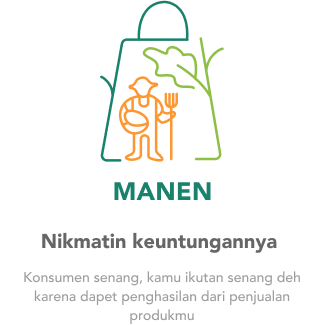 MANEN
Nikmatin keuntungannya
Konsumen senang, kamu ikutan senang deh
karena dapet penghasilan dari penjualan
produkmu